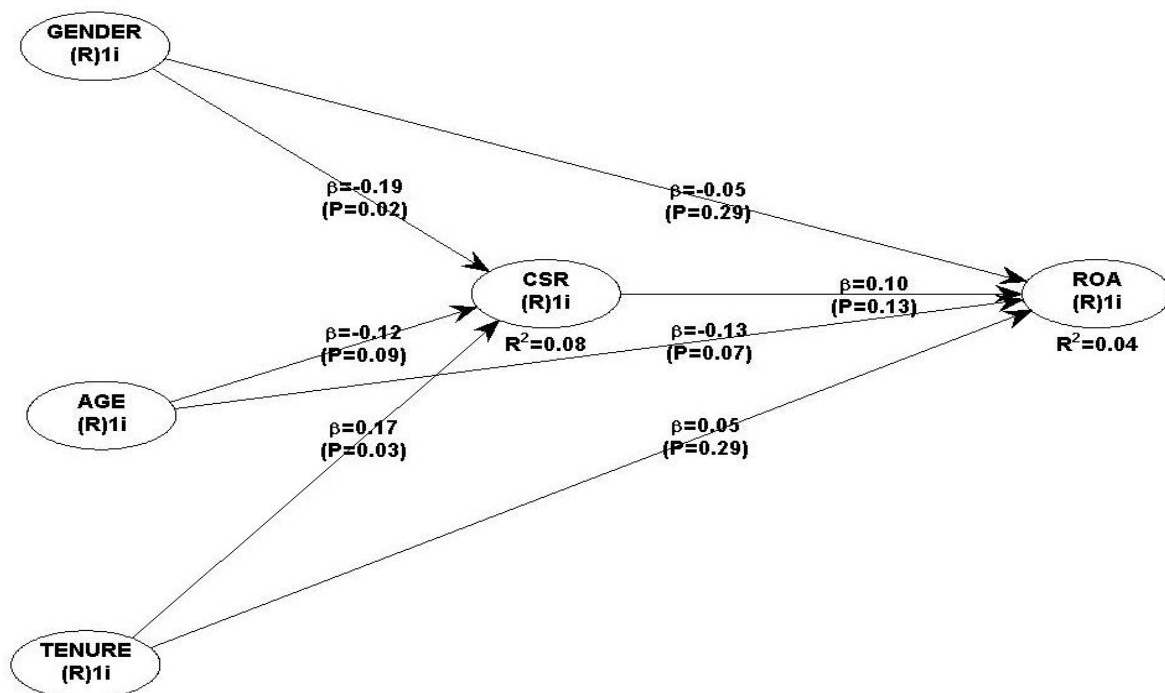 GENDER
(R)1i
β=-0.19
(P=0.02)
β=-0.05
(P=0.29)
CSR
(R)1i
R²=0.08
β=0.10
(P=0.13)
ROA
(R)1i
R²=0.04
β=-0.12
(P=0.09)
β=-0.13
(P=0.07)
AGE
(R)1i
β=0.17
(P=0.03)
β=0.05
(P=0.29)
TENURE
(R)1i